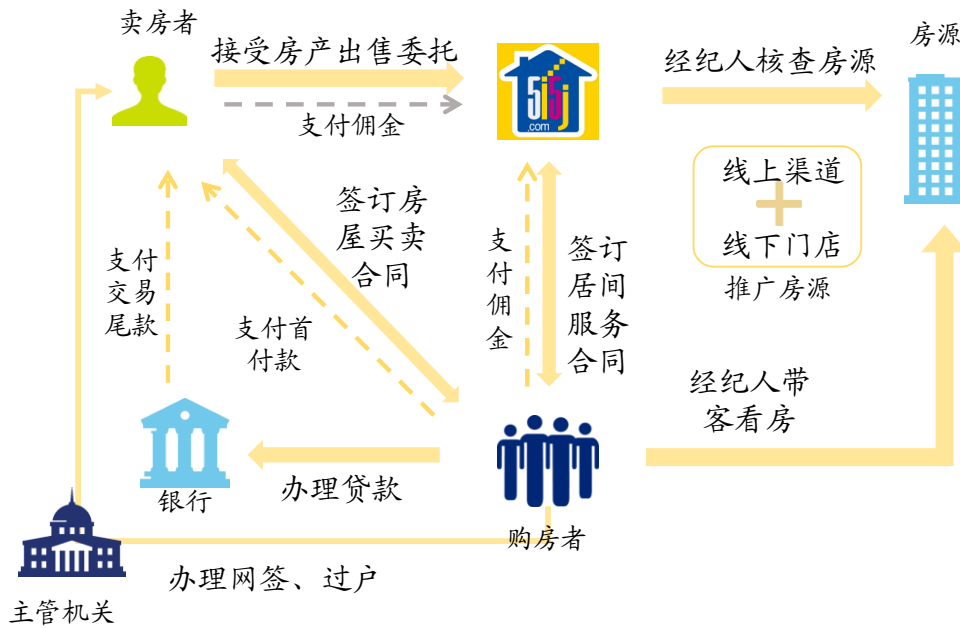 卖房者
接受房产出售委托
支付佣金
5i5j
.com
经纪人核查房源
房源
线上渠道
线下门店
推广房源
签订房
屋买卖
合同
支付
交易
尾款
支付首
付款
支
付
佣
金
签订
居间
服务
合同
经纪人带
客看房
银行
办理贷款
购房者
办理网签、过户
主管机关